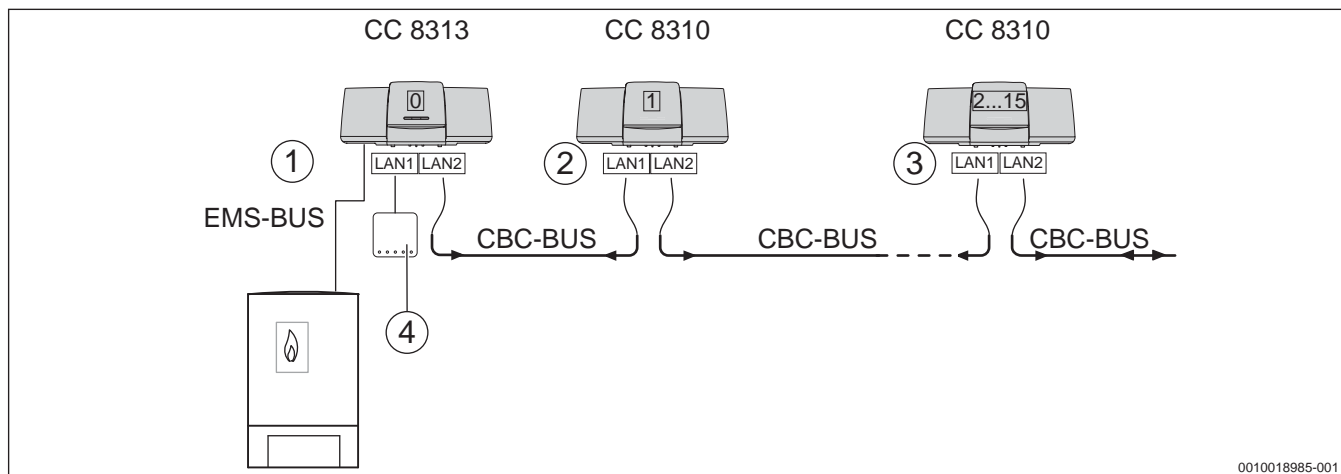 CC 8313 CC 8310 CC 8310
0 1 2...15
1 LAN1 LAN2 2 LAN1 LAN2 3 LAN1 LAN2
EMS-BUS CBC-BUS CBC-BUS CBC-BUS
4
0010018985-001